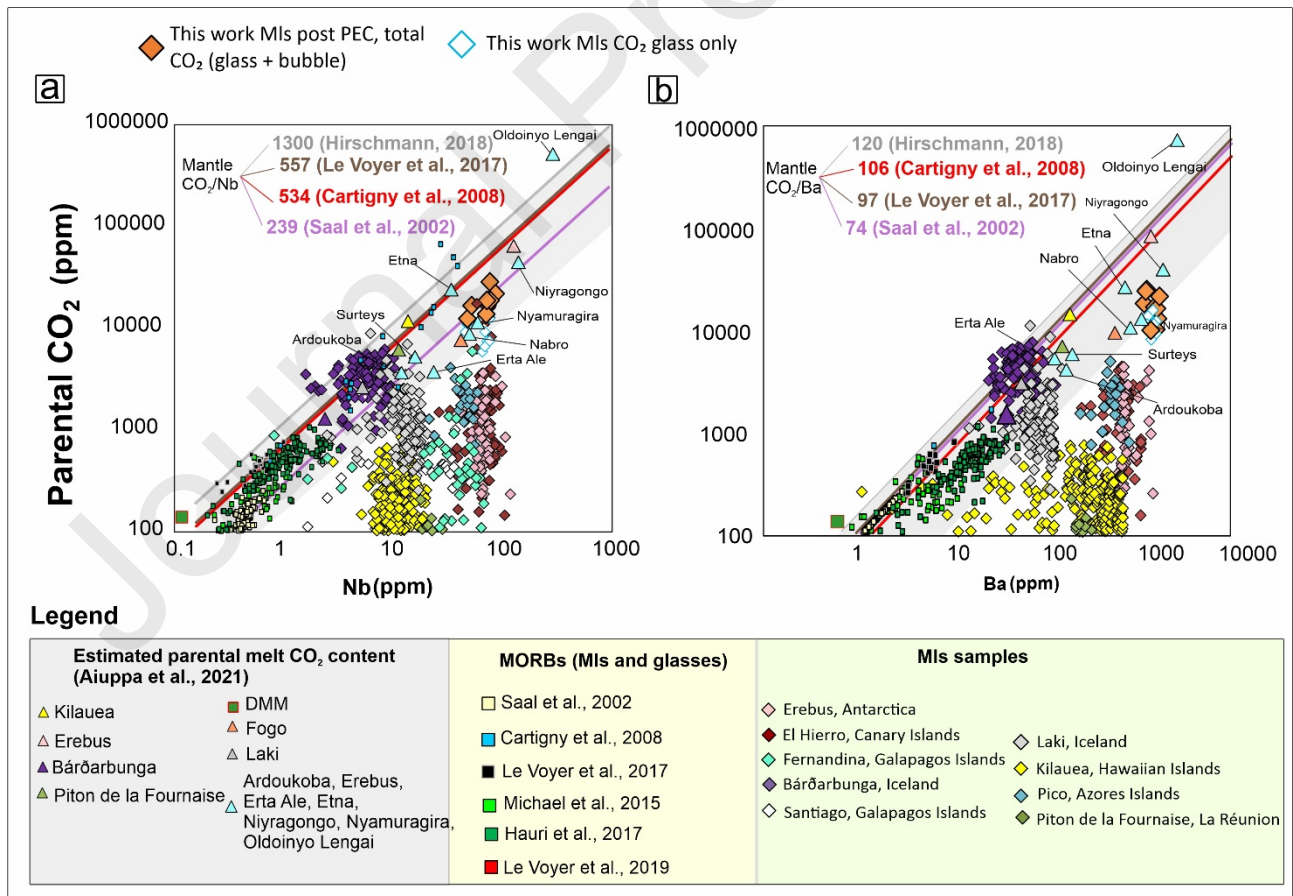 This work MIs post PEC, total
CO₂ (glass + bubble)
This work MIs CO₂ glass only
a
Parental CO₂ (ppm)
1000000
100000
10000
1000
100
0.1
1
10
100
1000
Nb (ppm)
Mantle
CO₂/Nb
1300 (Hirschmann, 2018)
557 (Le Voyer et al., 2017)
534 (Cartigny et al., 2008)
239 (Saal et al., 2002)
Oldoinyo Lengai
Etna
Niyragongo
Surteys
Nyamuragira
Ardoukoba
Nabro
Erta Ale
b
1000000
100000
10000
1000
100
1
10
100
1000
10000
Ba (ppm)
Mantle
CO₂/Ba
120 (Hirschmann, 2018)
106 (Cartigny et al., 2008)
97 (Le Voyer et al., 2017)
74 (Saal et al., 2002)
Oldoinyo Lengai
Niyragongo
Etna
Nabro
Erta Ale
Nyamuragira
Surteys
Ardoukoba
Journal Pre
Legend
Estimated parental melt CO₂ content
(Aiuppa et al., 2021)
Kilauea
Erebus
Bárðarbunga
Piton de la Fournaise
DMM
Fogo
Laki
Ardoukoba, Erebus,
Erta Ale, Etna,
Niyragongo, Nyamuragira,
Oldoinyo Lengai
MORBs (MIs and glasses)
Saal et al., 2002
Cartigny et al., 2008
Le Voyer et al., 2017
Michael et al., 2015
Hauri et al., 2017
Le Voyer et al., 2019
MIs samples
Erebus, Antarctica
El Hierro, Canary Islands
Fernandina, Galapagos Islands
Bárðarbunga, Iceland
Santiago, Galapagos Islands
Laki, Iceland
Kilauea, Hawaiian Islands
Pico, Azores Islands
Piton de la Fournaise, La Réunion